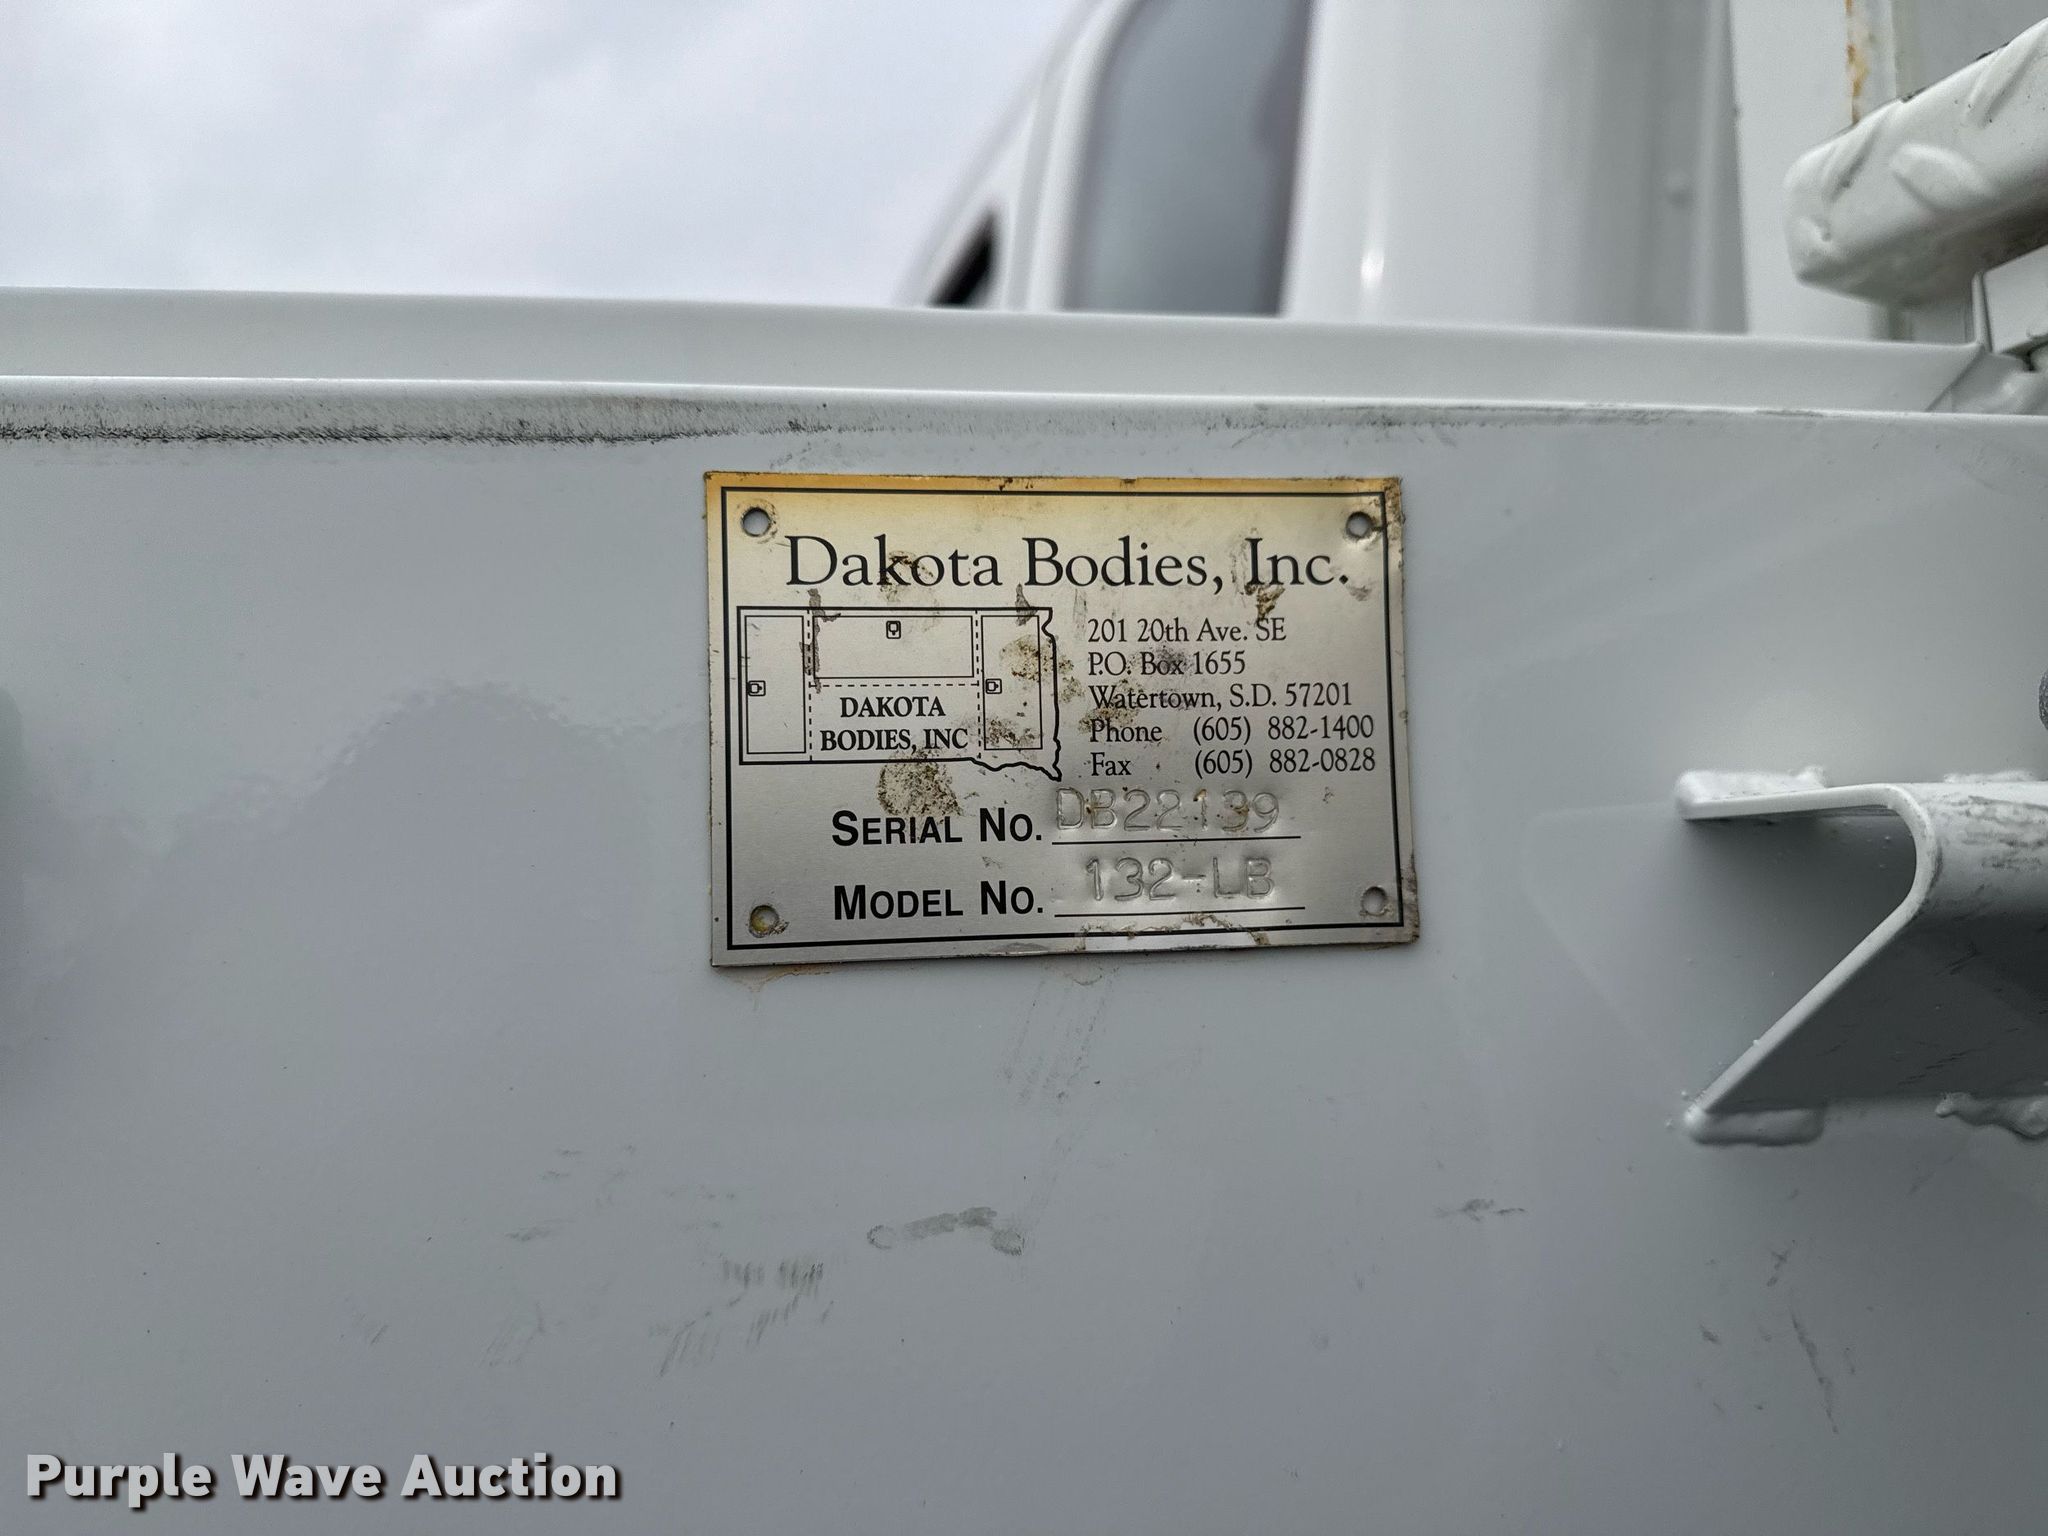 Dakota Bodies, Inc.
201 20th Ave. SE
P.O. Box 1655
Watertown, S.D. 57201
Phone (605) 882-1400
Fax (605) 882-0828
DAKOTA
BODIES, INC
SERIAL NO. DB22139
MODEL NO. 132-LB
Purple Wave Auction